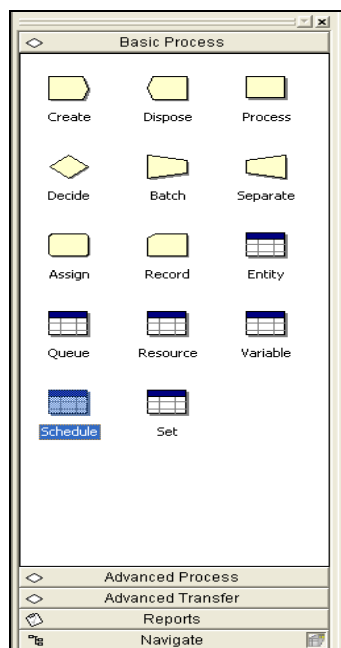 Basic Process
Create Dispose Process
Decide Batch Separate
Assign Record Entity
Queue Resource Variable
Schedule Set
Advanced Process
Advanced Transfer
Reports
Navigate